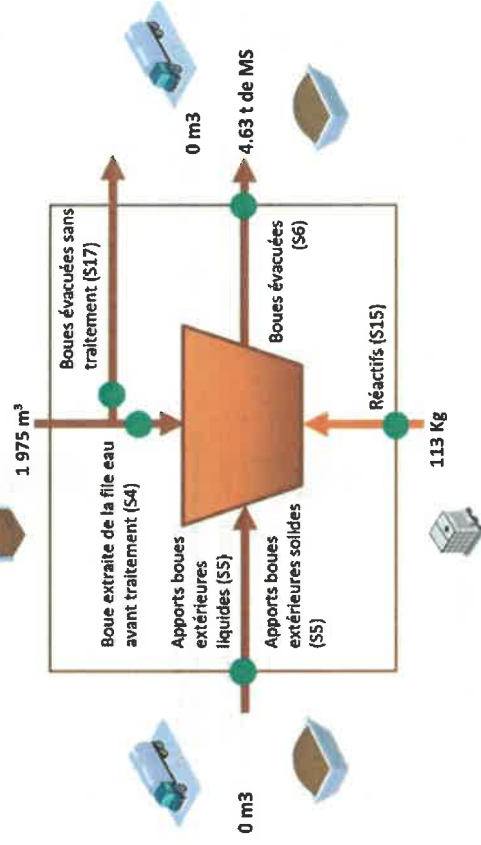 1 975 m³
Boue extraite de la file eau
avant traitement (S4)
Boues évacuées sans
traitement (S17)
0 m3
Apports boues
extérieures
liquides (S5)
0 m3
Apports boues
extérieures solides
(S5)
Boues évacuées
(S6)
4.63 t de MS
Réactifs (S15)
113 Kg